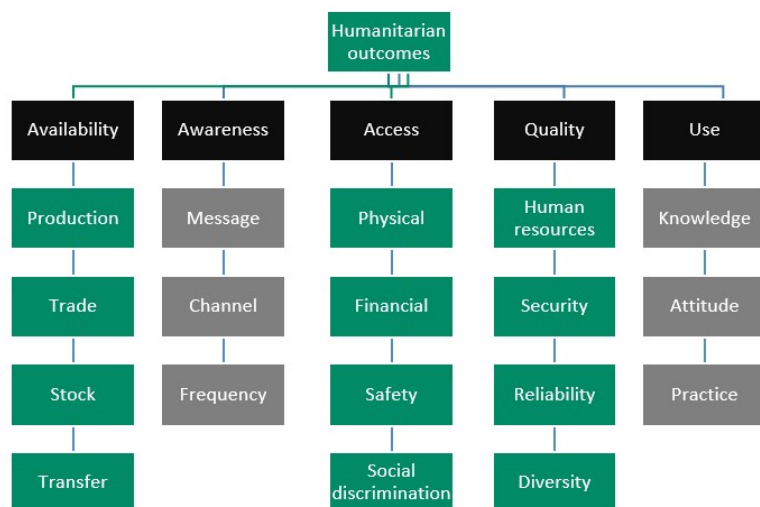 Humanitarian
outcomes
Availability
Awareness
Access
Quality
Use
Production
Message
Physical
Human
resources
Knowledge
Trade
Channel
Financial
Security
Attitude
Stock
Frequency
Safety
Reliability
Practice
Transfer
Social
discrimination
Diversity